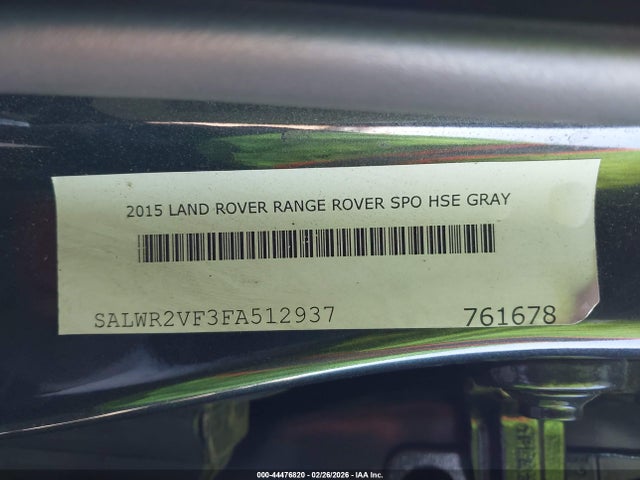 2015 LAND ROVER RANGE ROVER SPO HSE GRAY
SALWR2VF3FA512937 761678
000-44476820 - 02/26/2026 - IAA Inc.